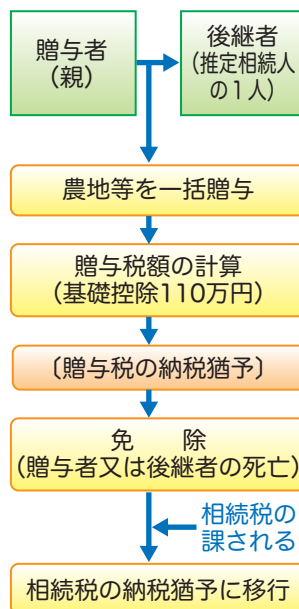 贈与者
(親)
後継者
(推定相続人
の1人)
農地等を一括贈与
贈与税額の計算
(基礎控除110万円)
〔贈与税の納税猶予〕
免　　除
(贈与者又は後継者の死亡)
相続税の
課される
相続税の納税猶予に移行